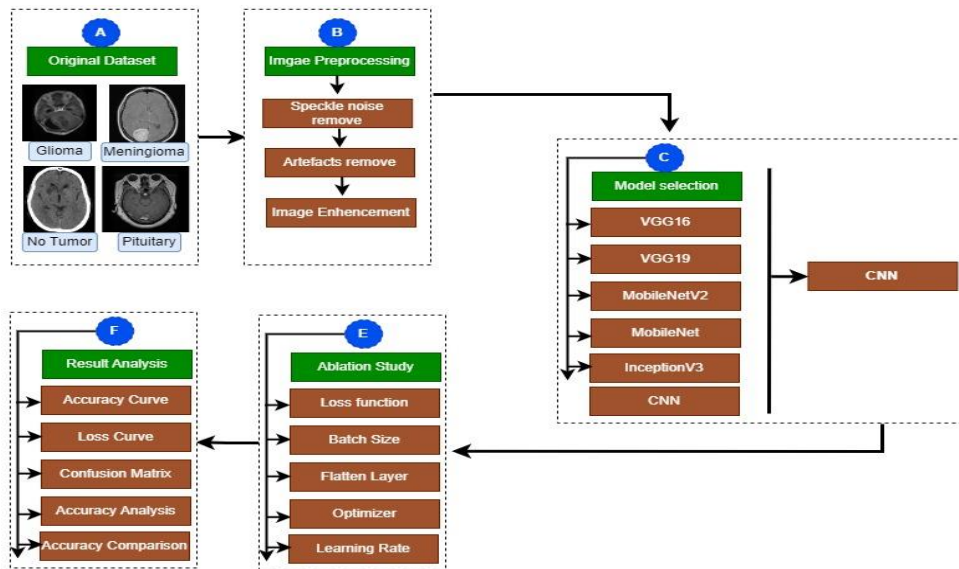 A
Original Dataset
Glioma
Meningioma
No Tumor
Pituitary
B
Imgae Preprocessing
Speckle noise
remove
Artefacts remove
Image Enhencement
C
Model selection
VGG16
VGG19
MobileNetV2
MobileNet
InceptionV3
CNN
CNN
E
Ablation Study
Loss function
Batch Size
Flatten Layer
Optimizer
Learning Rate
F
Result Analysis
Accuracy Curve
Loss Curve
Confusion Matrix
Accuracy Analysis
Accuracy Comparison